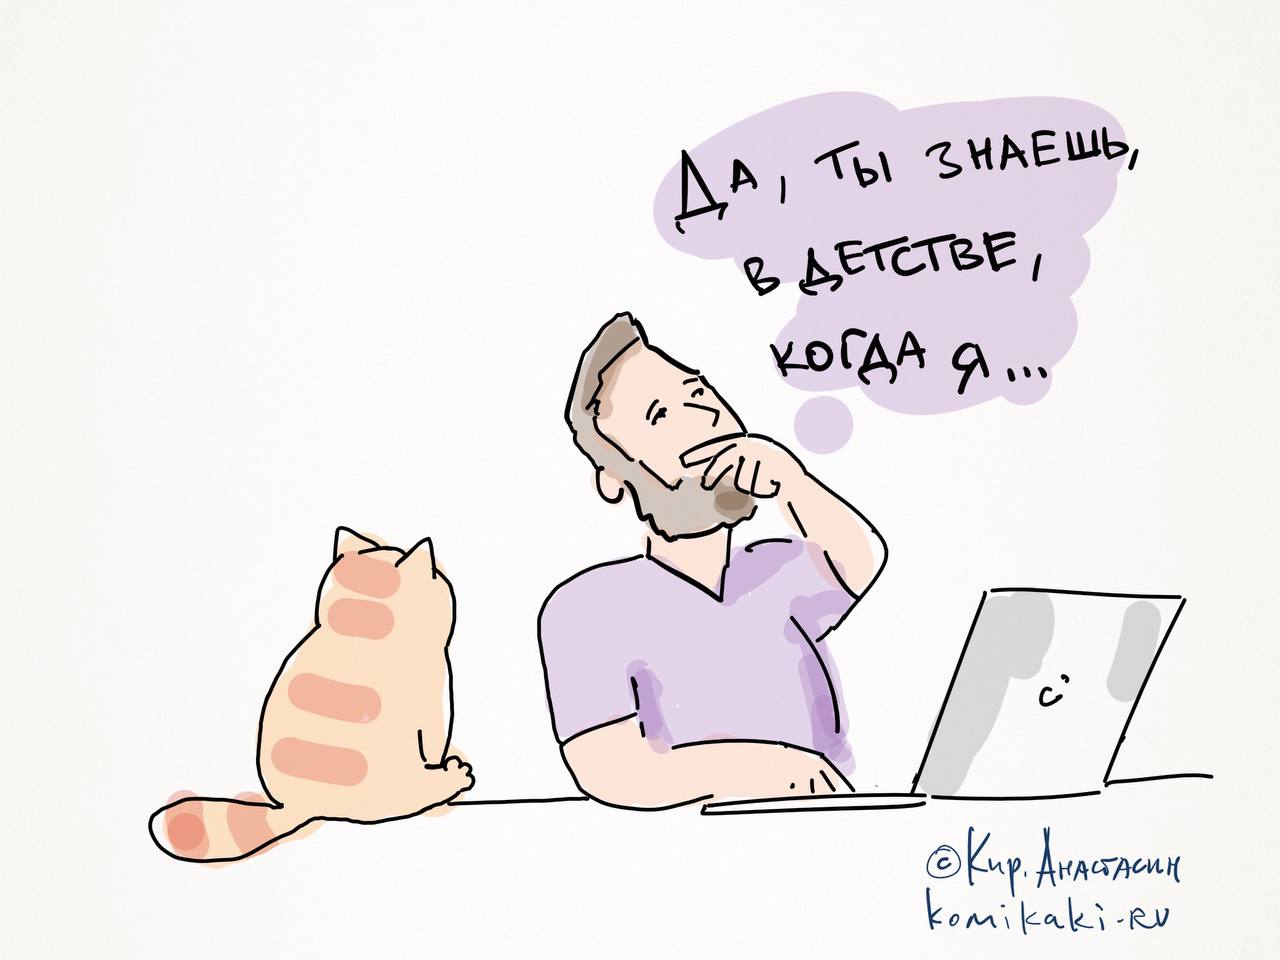 Да, ты знаешь,
в детстве,
когда я...
© Кир. Анастасин
komikaki.ru